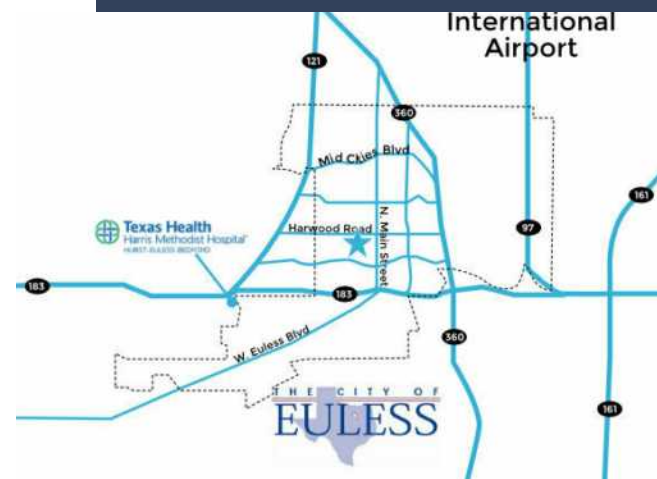 International
Airport
121
360
Mid Cities Blvd
161
Texas Health
Harris Methodist Hospital
HURST-EULESS-BEDFORD
Harwood Road
N. Main Street
97
183
183
W. Euless Blvd
360
THE CITY OF
EULESS
161